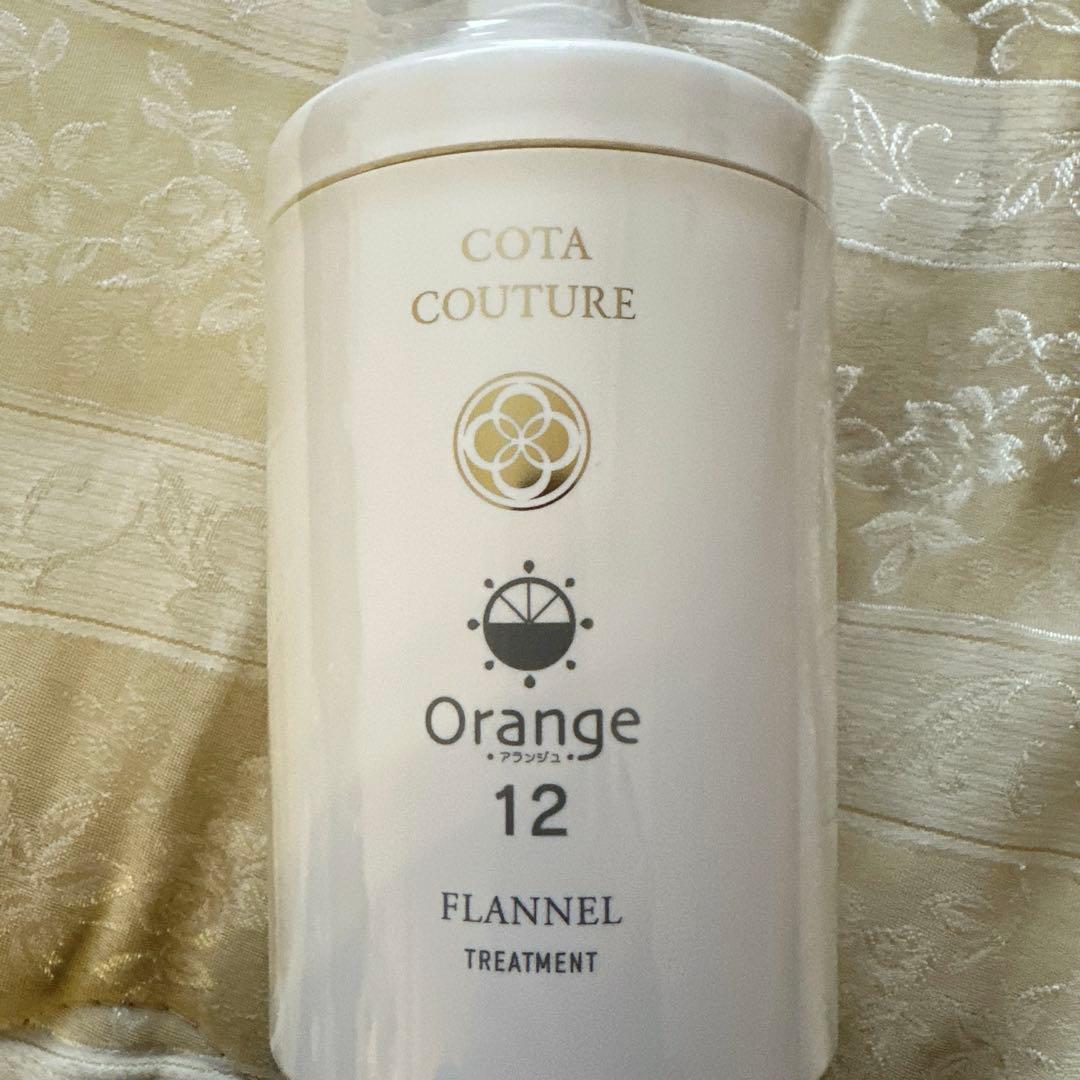 COTA
COUTURE
Orange
・アランジュ・
12
FLANNEL
TREATMENT